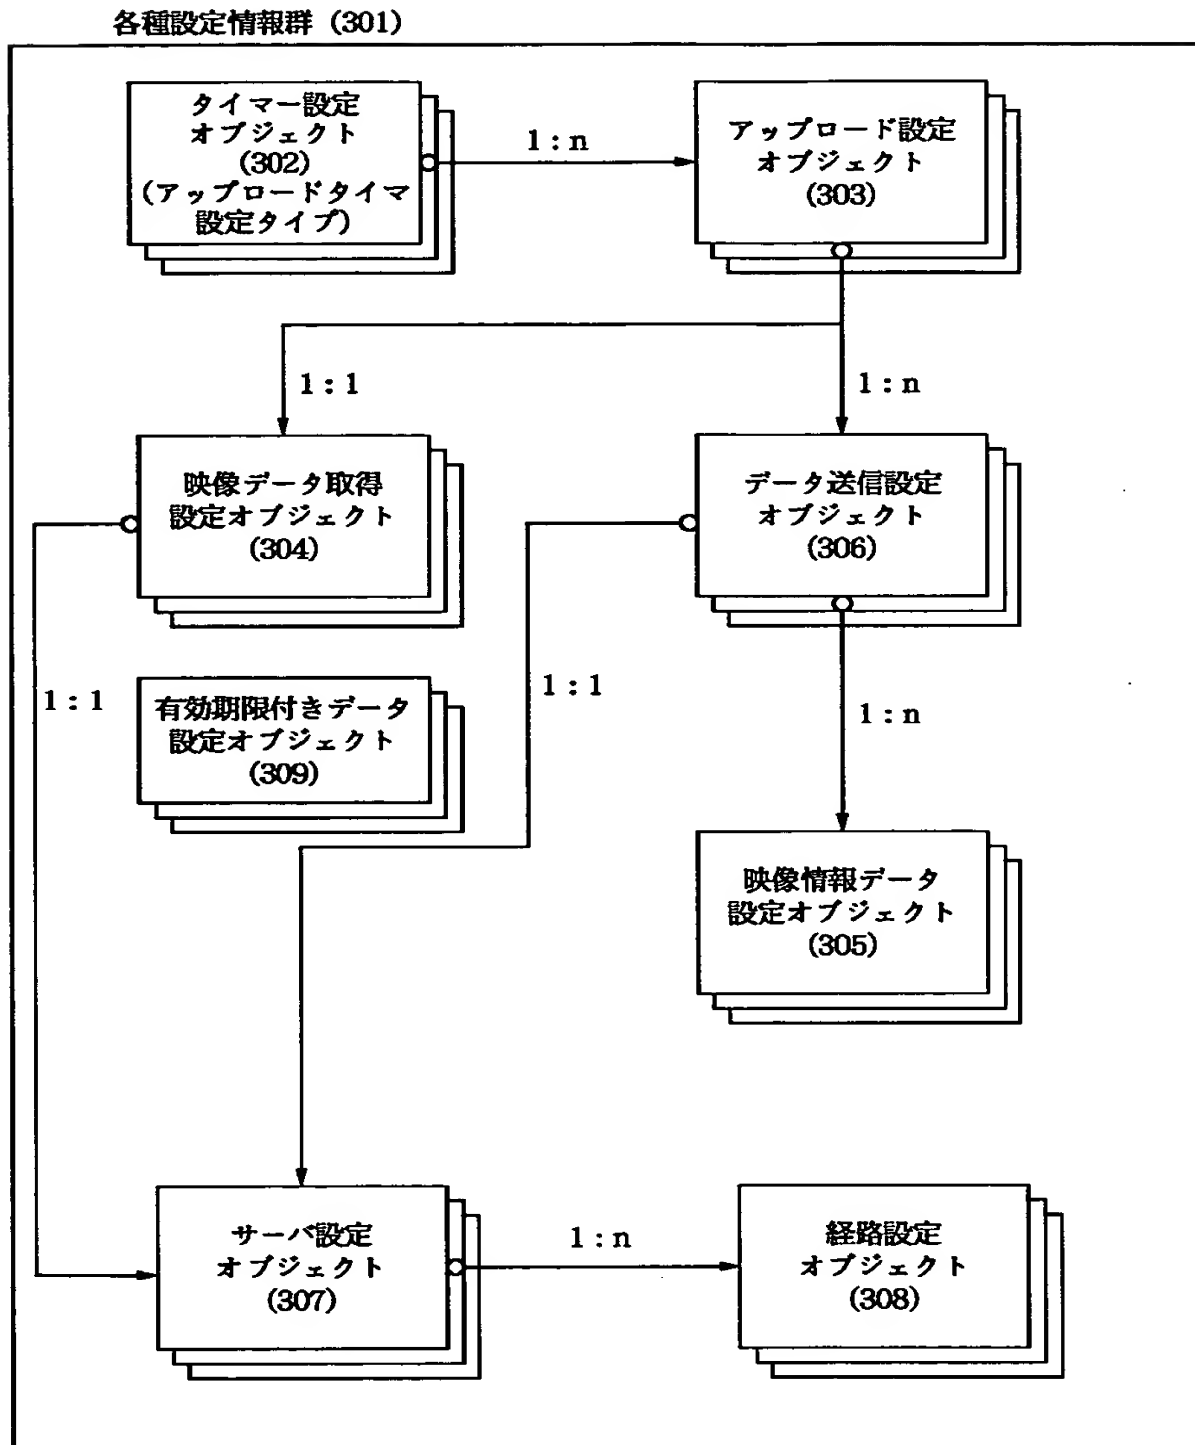 各種設定情報群 (301)
タイマー設定
オブジェクト
(302)
(アップロードタイマ
設定タイプ)
1:n
アップロード設定
オブジェクト
(303)
1:1
1:n
映像データ取得
設定オブジェクト
(304)
データ送信設定
オブジェクト
(306)
1:1
有効期限付きデータ
設定オブジェクト
(309)
1:1
1:n
映像情報データ
設定オブジェクト
(305)
サーバ設定
オブジェクト
(307)
1:n
経路設定
オブジェクト
(308)